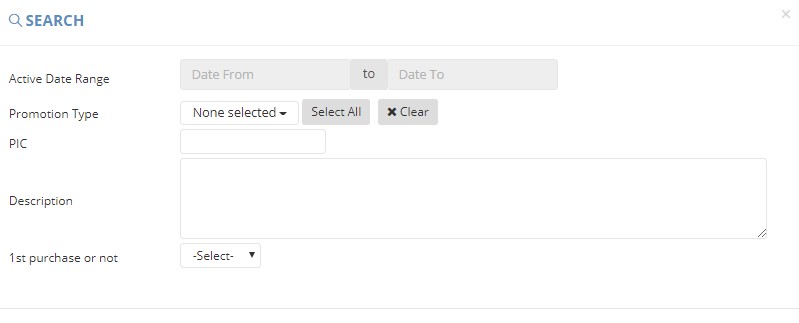 SEARCH
×
Active Date Range Date From to Date To
Promotion Type None selected Select All ✖ Clear
PIC
Description
1st purchase or not -Select-